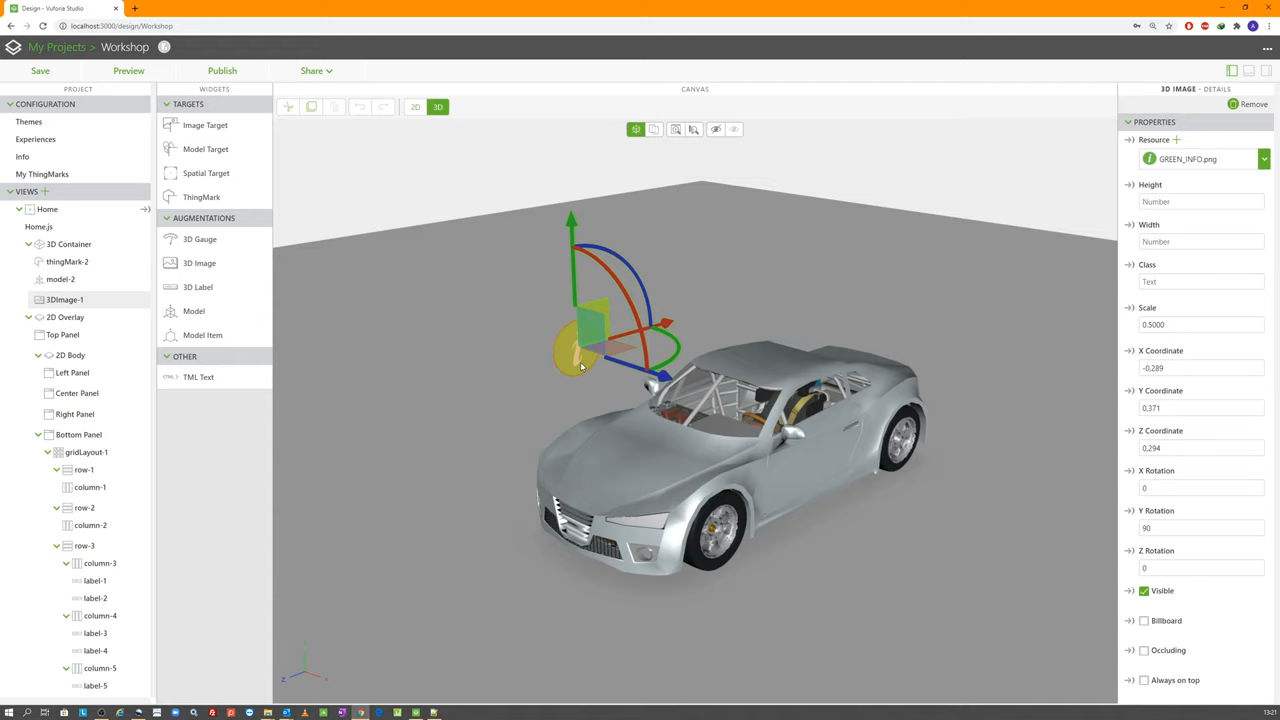 Design | Vuforia Studio
localhost:3000/design/Workshop
My Projects > Workshop
Save
Preview
Publish
Share
PROJECT
WIDGETS
CANVAS
3D IMAGE - DETAILS
CONFIGURATION
Themes
Experiences
Info
My ThingMarks
VIEWS
Home
Home.js
3D Container
thingMark-2
model-2
3DImage-1
2D Overlay
Top Panel
2D Body
Left Panel
Center Panel
Right Panel
Bottom Panel
gridLayout-1
row-1
column-1
row-2
column-2
row-3
column-3
label-1
label-2
column-4
label-3
label-4
column-5
label-5
TARGETS
Image Target
Model Target
Spatial Target
ThingMark
AUGMENTATIONS
3D Gauge
3D Image
3D Label
Model
Model Item
OTHER
TML Text
2D
3D
Remove
PROPERTIES
Resource
GREEN_INFO.png
Height
Number
Width
Number
Class
Text
Scale
0.5000
X Coordinate
-0,289
Y Coordinate
0,371
Z Coordinate
0,294
X Rotation
0
Y Rotation
90
Z Rotation
0
Visible
Billboard
Occluding
Always on top
13:21